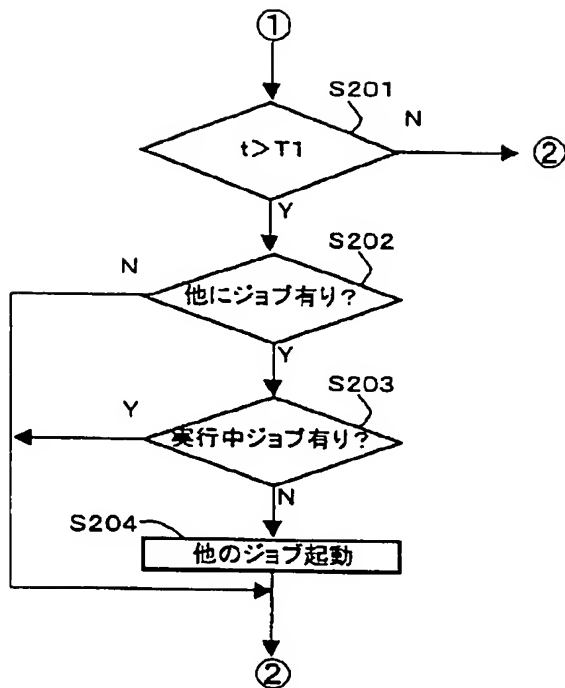 ①
S201
t>T1
N
②
Y
S202
N
他にジョブ有り?
Y
S203
Y
実行中ジョブ有り?
N
S204
他のジョブ起動
②